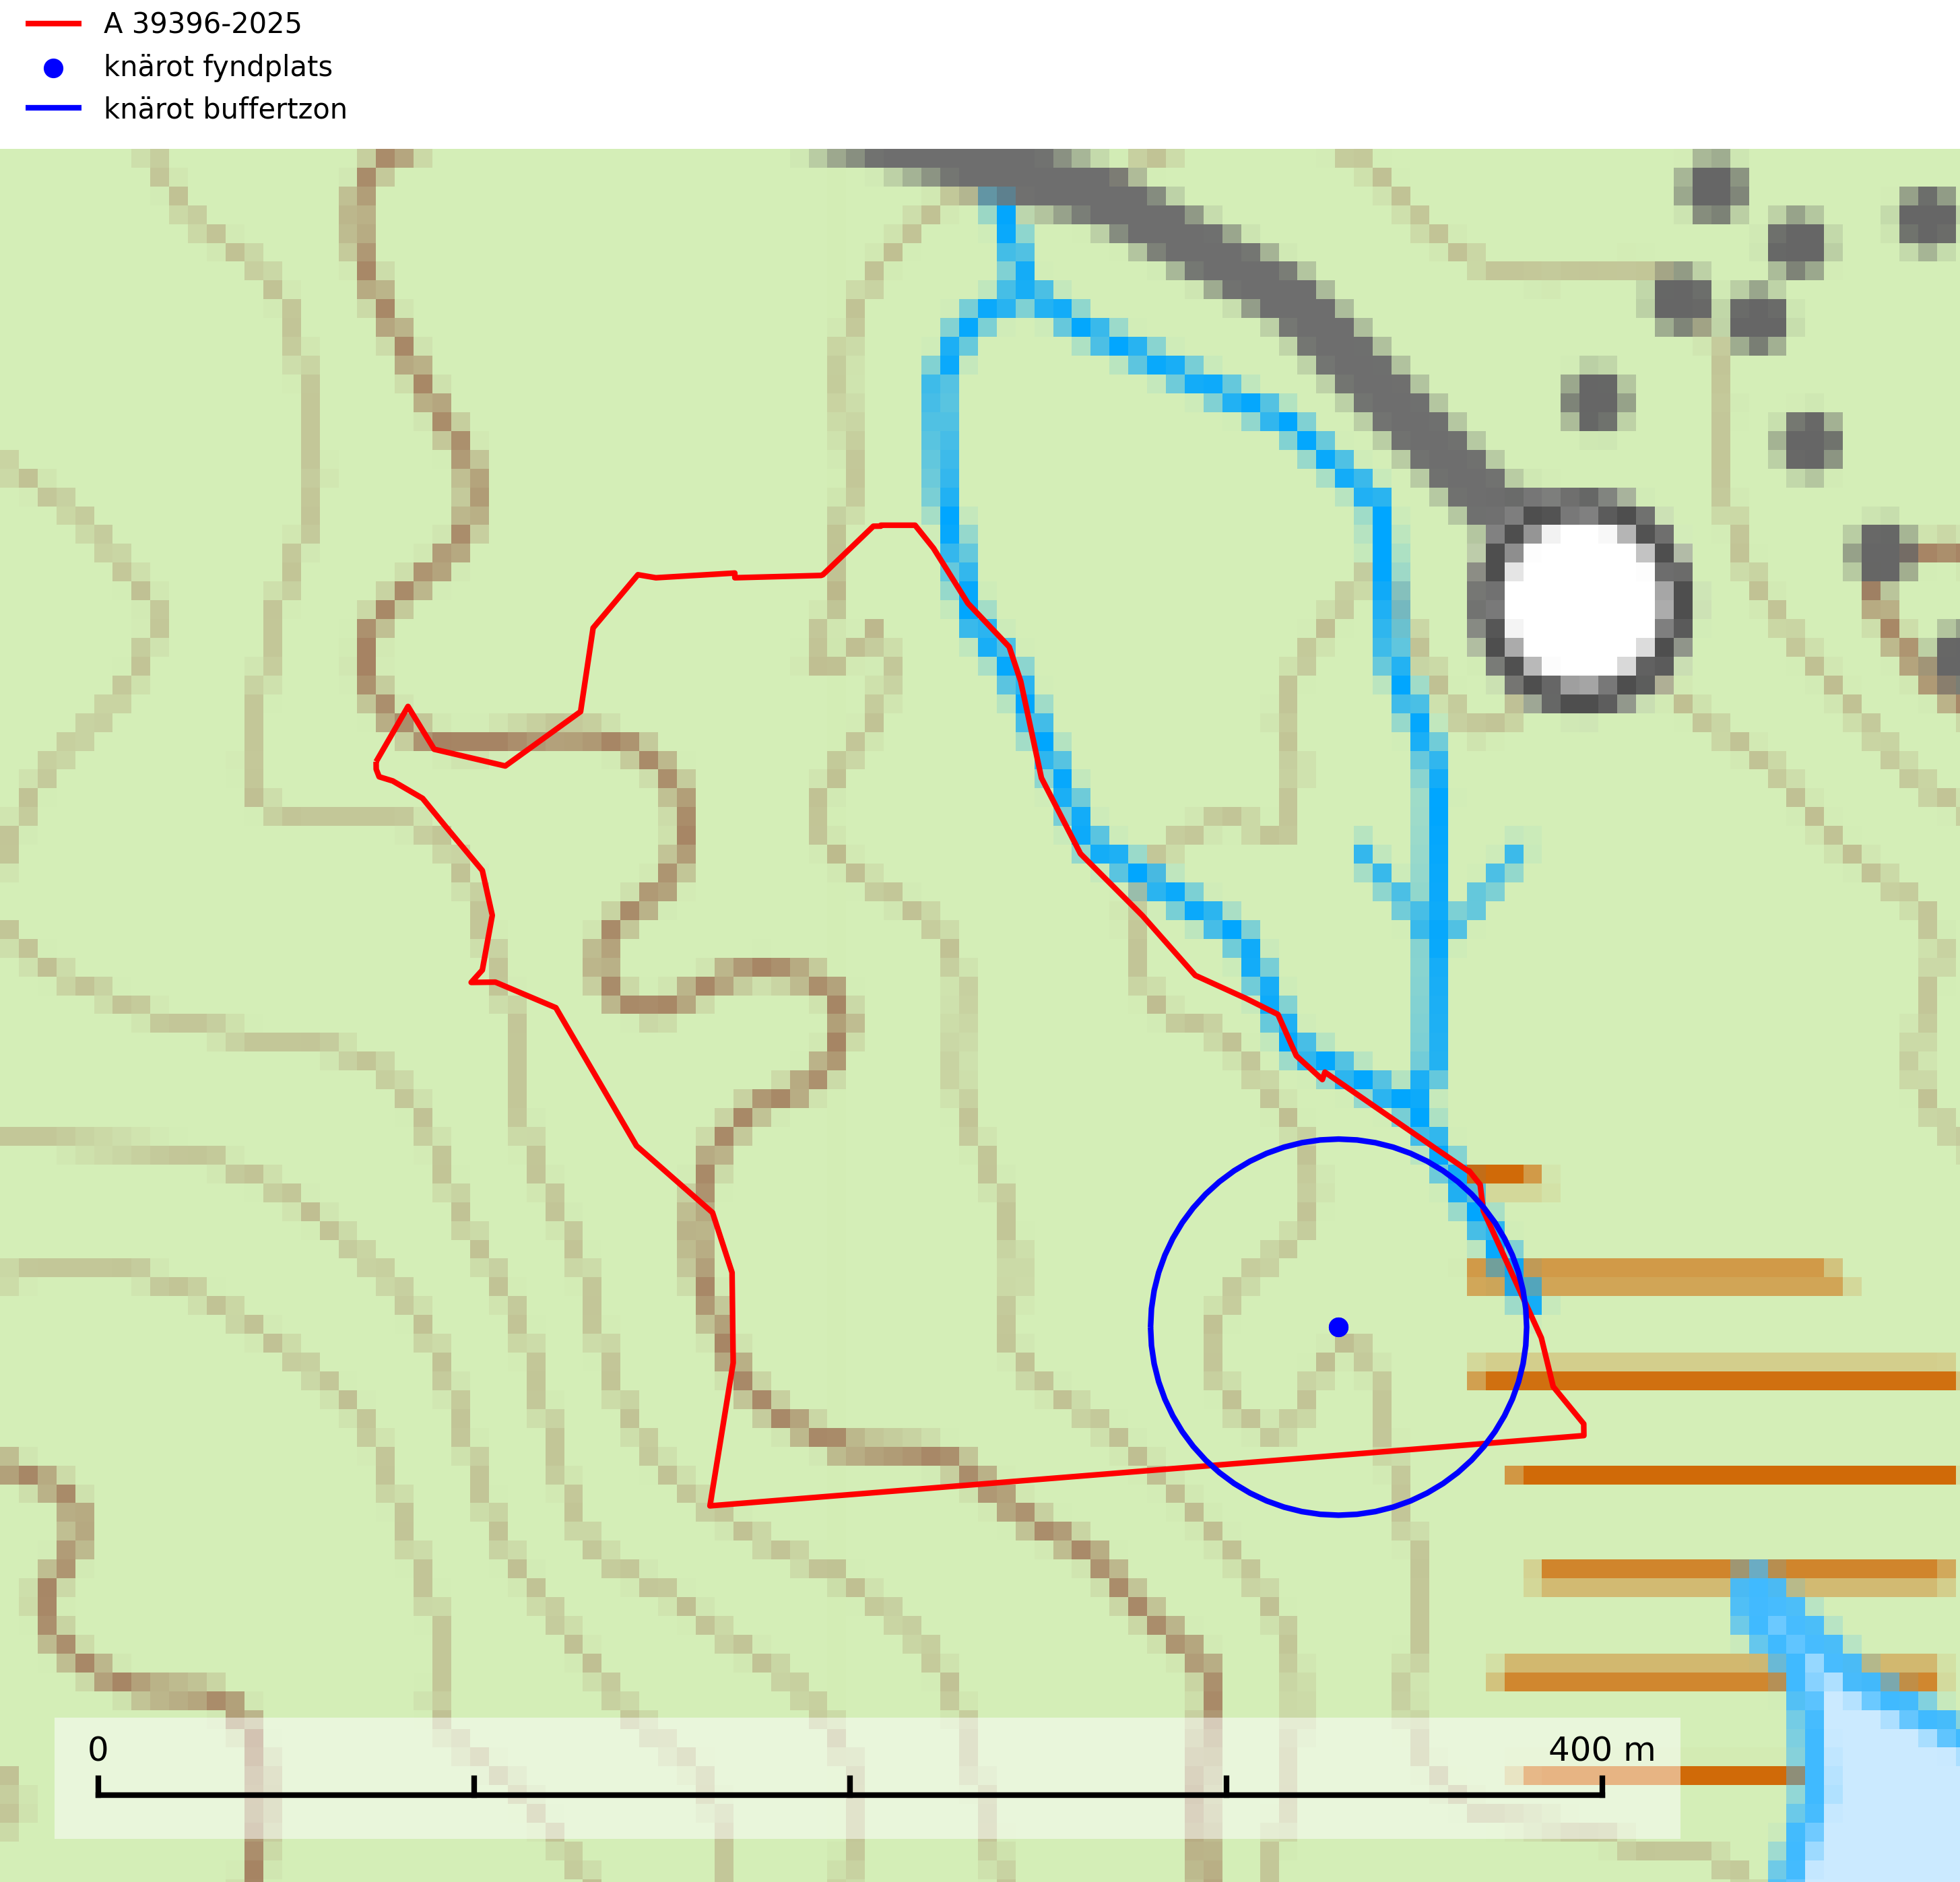 A 39396-2025
knärot fyndplats
knärot buffertzon
0 400 m